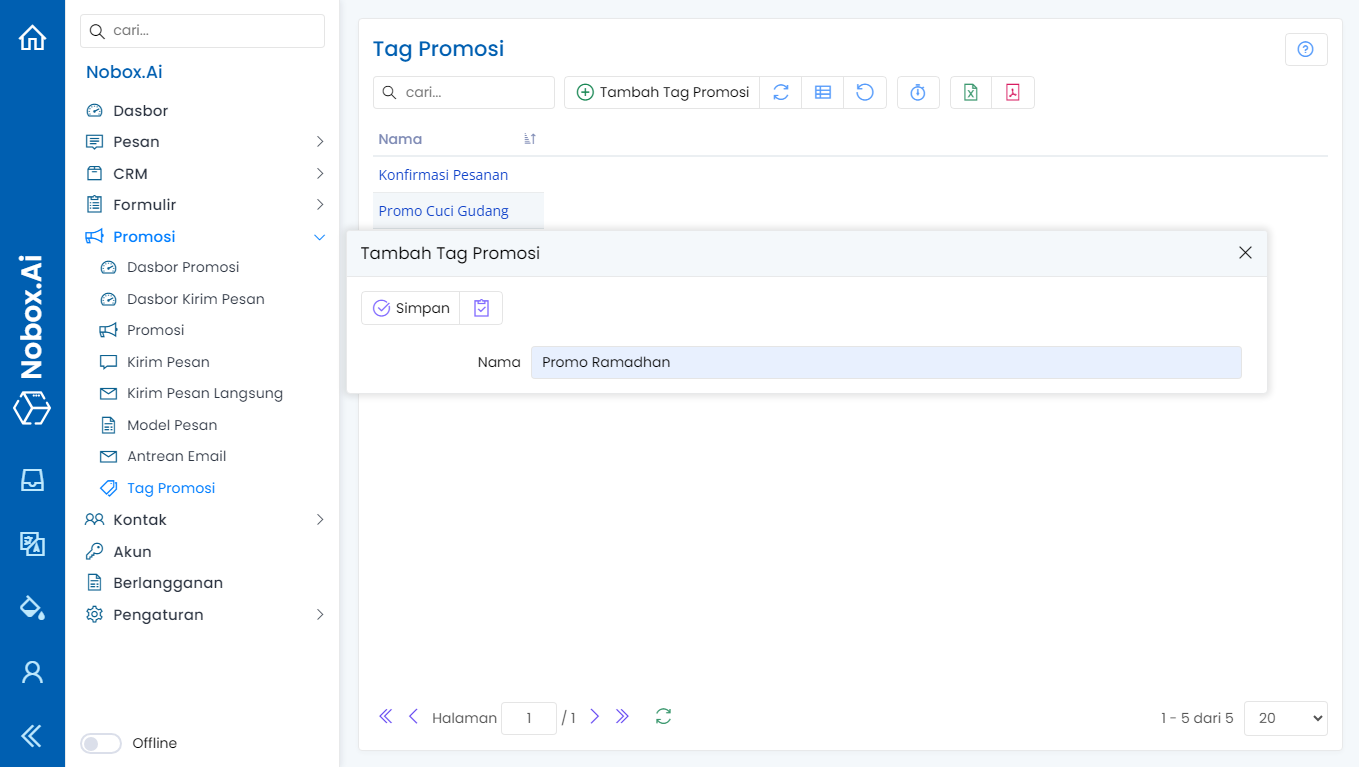 Nobox.Ai
cari...
Nobox.Ai
Dasbor
Pesan
CRM
Formulir
Promosi
Dasbor Promosi
Dasbor Kirim Pesan
Promosi
Kirim Pesan
Kirim Pesan Langsung
Model Pesan
Antrean Email
Tag Promosi
Kontak
Akun
Berlangganan
Pengaturan
Offline
Tag Promosi
cari...
Tambah Tag Promosi
Nama
Konfirmasi Pesanan
Promo Cuci Gudang
Tambah Tag Promosi
Simpan
Nama Promo Ramadhan
Halaman 1 / 1
1 - 5 dari 5 20